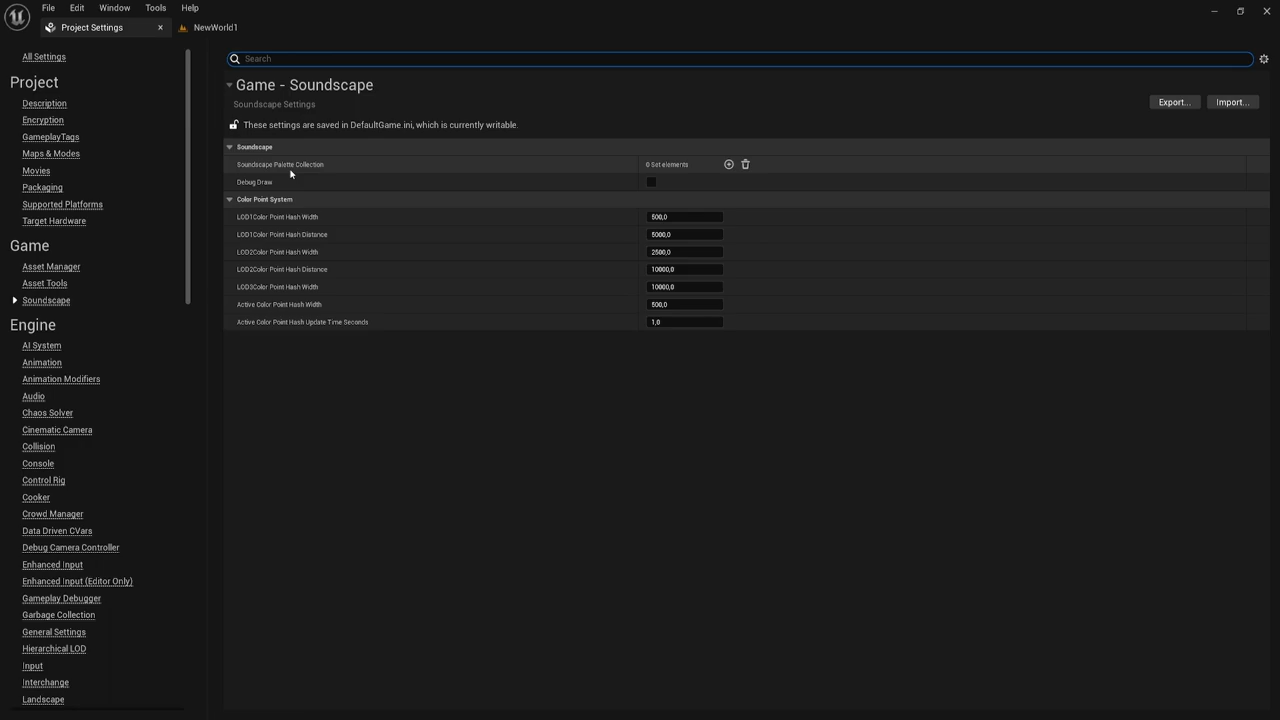 File Edit Window Tools Help
Project Settings
NewWorld1
All Settings
Project
Description
Encryption
GameplayTags
Maps & Modes
Movies
Packaging
Supported Platforms
Target Hardware
Game
Asset Manager
Asset Tools
Soundscape
Engine
AI System
Animation
Animation Modifiers
Audio
Chaos Solver
Cinematic Camera
Collision
Console
Control Rig
Cooker
Crowd Manager
Data Driven CVars
Debug Camera Controller
Enhanced Input
Enhanced Input (Editor Only)
Gameplay Debugger
Garbage Collection
General Settings
Hierarchical LOD
Input
Interchange
Landscape
Search
Game - Soundscape
Soundscape Settings
Export... Import...
These settings are saved in DefaultGame.ini, which is currently writable.
Soundscape
Soundscape Palette Collection 0 Set elements
Debug Draw
Color Point System
LOD1Color Point Hash Width 500,0
LOD1Color Point Hash Distance 5000,0
LOD2Color Point Hash Width 2500,0
LOD2Color Point Hash Distance 10000,0
LOD3Color Point Hash Width 10000,0
Active Color Point Hash Width 500,0
Active Color Point Hash Update Time Seconds 1,0